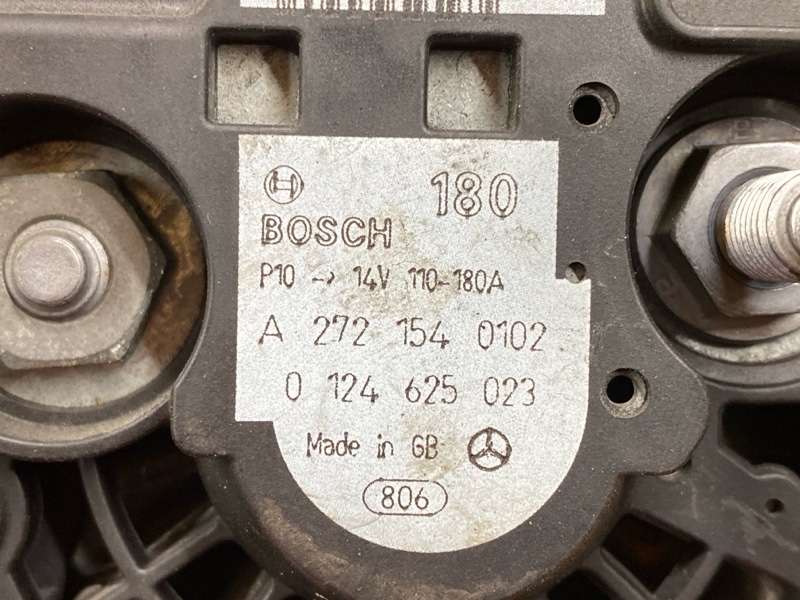 180
BOSCH
P10 → 14V 110-180A
A 272 154 0102
0 124 625 023
Made in GB
806